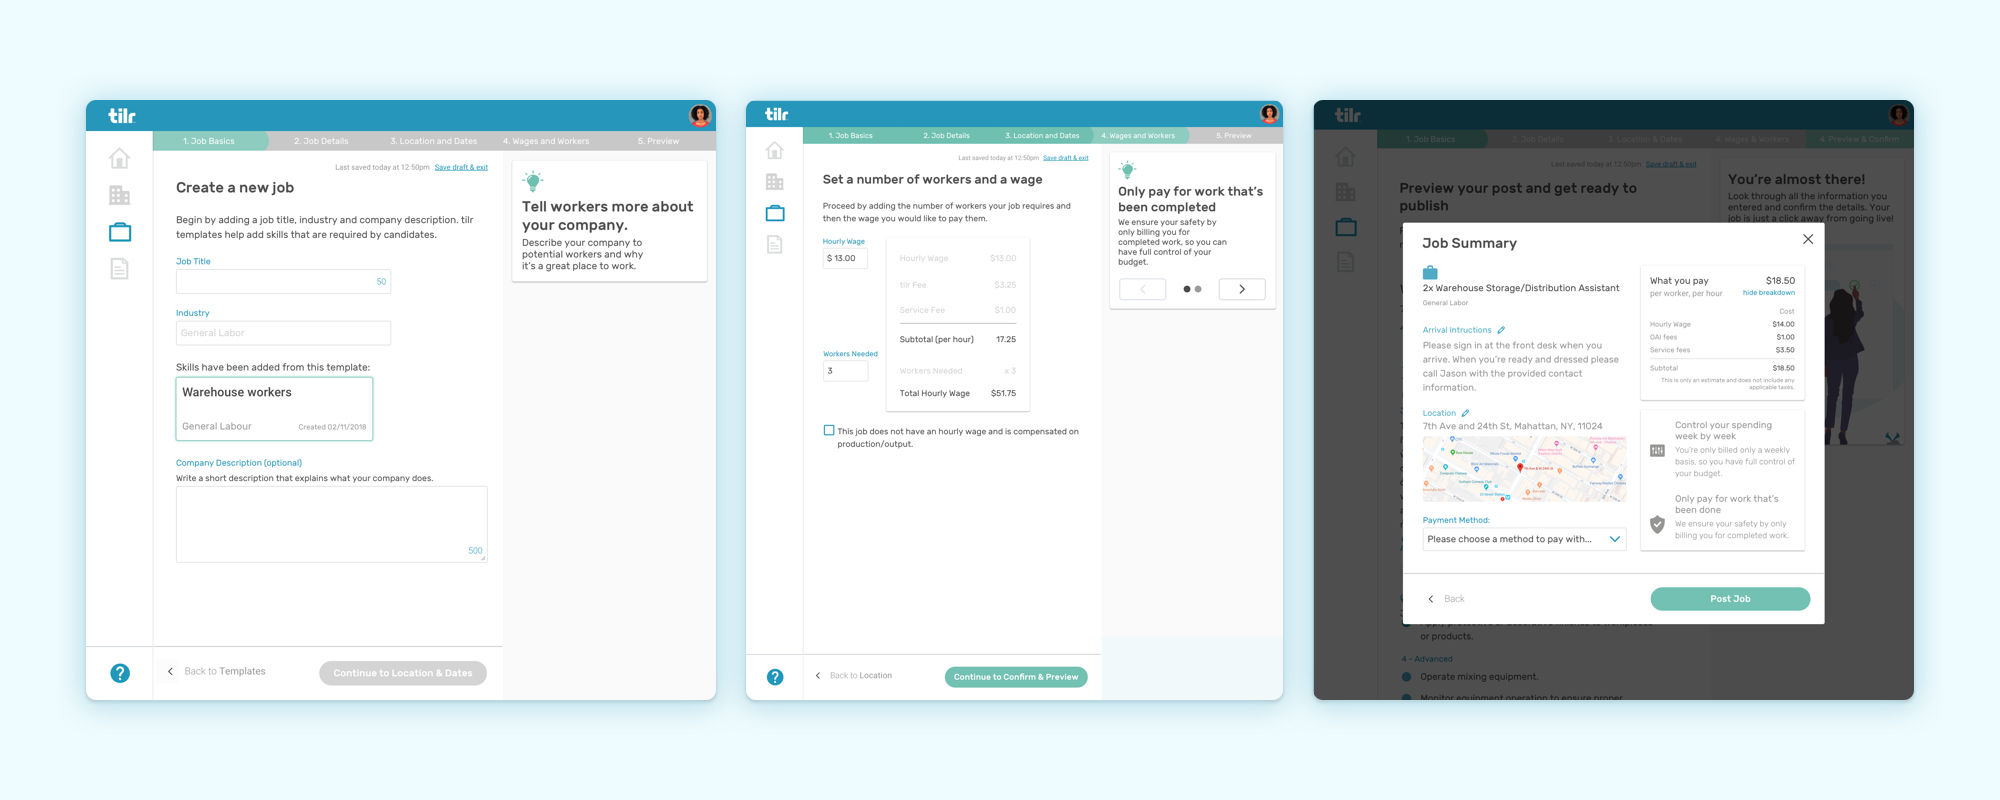 tilr
1. Job Basics
2. Job Details
3. Location and Dates
4. Wages and Workers
5. Preview
Last saved today at 12:50pm Save draft & exit
Create a new job
Begin by adding a job title, industry and company description. tilr
templates help add skills that are required by candidates.
Job Title
50
Industry
General Labor
Skills have been added from this template:
Warehouse workers
General Labour
Created 02/11/2018
Company Description (optional)
Write a short description that explains what your company does.
500
Tell workers more about
your company.
Describe your company to
potential workers and why
it's a great place to work.
?
Back to Templates
Continue to Location & Dates
tilr
1. Job Basics
2. Job Details
3. Location and Dates
4. Wages and Workers
5. Preview
Last saved today at 12:50pm Save draft & exit
Set a number of workers and a wage
Proceed by adding the number of workers your job requires and
then the wage you would like to pay them.
Hourly Wage
$ 13.00
Hourly Wage $13.00
tilr Fee $3.25
Service Fee $1.00
Subtotal (per hour) 17.25
Workers Needed
3
Workers Needed x 3
Total Hourly Wage $51.75
This job does not have an hourly wage and is compensated on
production/output.
Only pay for work that's
been completed
We ensure your safety by
only billing you for
completed work, so you can
have full control of your
budget.
?
Back to Location
Continue to Confirm & Preview
tilr
1. Job Basics
2. Job Details
3. Location & Dates
4. Wages & Workers
4. Preview & Confirm
Last saved today at 12:50pm Save draft & exit
Preview your post and get ready to
publish
You're almost there!
Look through all the information you
entered and confirm the details. Your
job is just a click away from going live!
Job Summary
2x Warehouse Storage/Distribution Assistant
General Labor
Arrival Intructions
Please sign in at the front desk when you
arrive. When you're ready and dressed please
call Jason with the provided contact
information.
Location
7th Ave and 24th St, Mahattan, NY, 11024
Payment Method:
Please choose a method to pay with...
What you pay $18.50
per worker, per hour hide breakdown
Cost
Hourly Wage $14.00
OAI fees $1.00
Service fees $3.50
Subtotal $18.50
This is only an estimate and does not include any
applicable taxes.
Control your spending
week by week
You're only billed only a weekly
basis, so you have full control of
your budget.
Only pay for work that's
been done
We ensure your safety by only
billing you for completed work.
Back
Post Job
or products.
4 - Advanced
Operate mixing equipment.
Monitor equipment operation to ensure proper